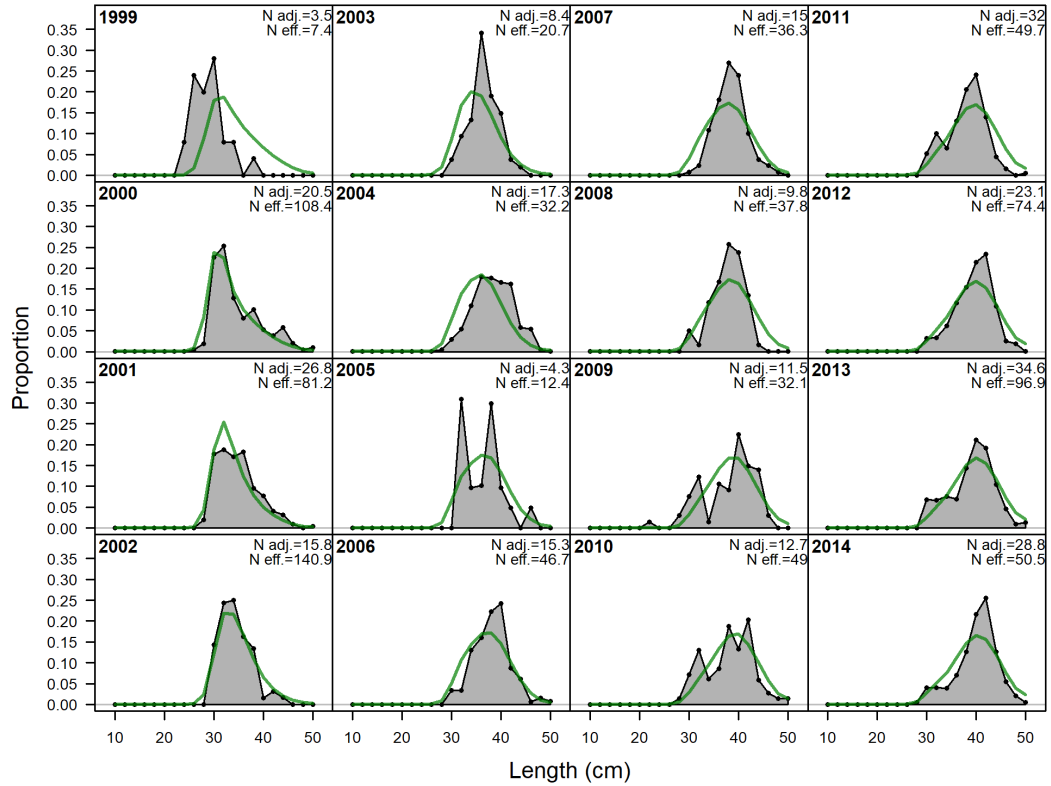 1999 N adj.=3.5
N eff.=7.4
2003 N adj.=8.4
N eff.=20.7
2007 N adj.=15
N eff.=36.3
2011 N adj.=32
N eff.=49.7
0.35
0.30
0.25
0.20
0.15
0.10
0.05
0.00
2000 N adj.=20.5
N eff.=108.4
2004 N adj.=17.3
N eff.=32.2
2008 N adj.=9.8
N eff.=37.8
2012 N adj.=23.1
N eff.=74.4
0.35
0.30
0.25
0.20
0.15
0.10
0.05
0.00
2001 N adj.=26.8
N eff.=81.2
2005 N adj.=4.3
N eff.=12.4
2009 N adj.=11.5
N eff.=32.1
2013 N adj.=34.6
N eff.=96.9
0.35
0.30
0.25
0.20
0.15
0.10
0.05
0.00
2002 N adj.=15.8
N eff.=140.9
2006 N adj.=15.3
N eff.=46.7
2010 N adj.=12.7
N eff.=49
2014 N adj.=28.8
N eff.=50.5
0.35
0.30
0.25
0.20
0.15
0.10
0.05
0.00
Proportion
10 20 30 40 50 10 20 30 40 50 10 20 30 40 50 10 20 30 40 50
Length (cm)